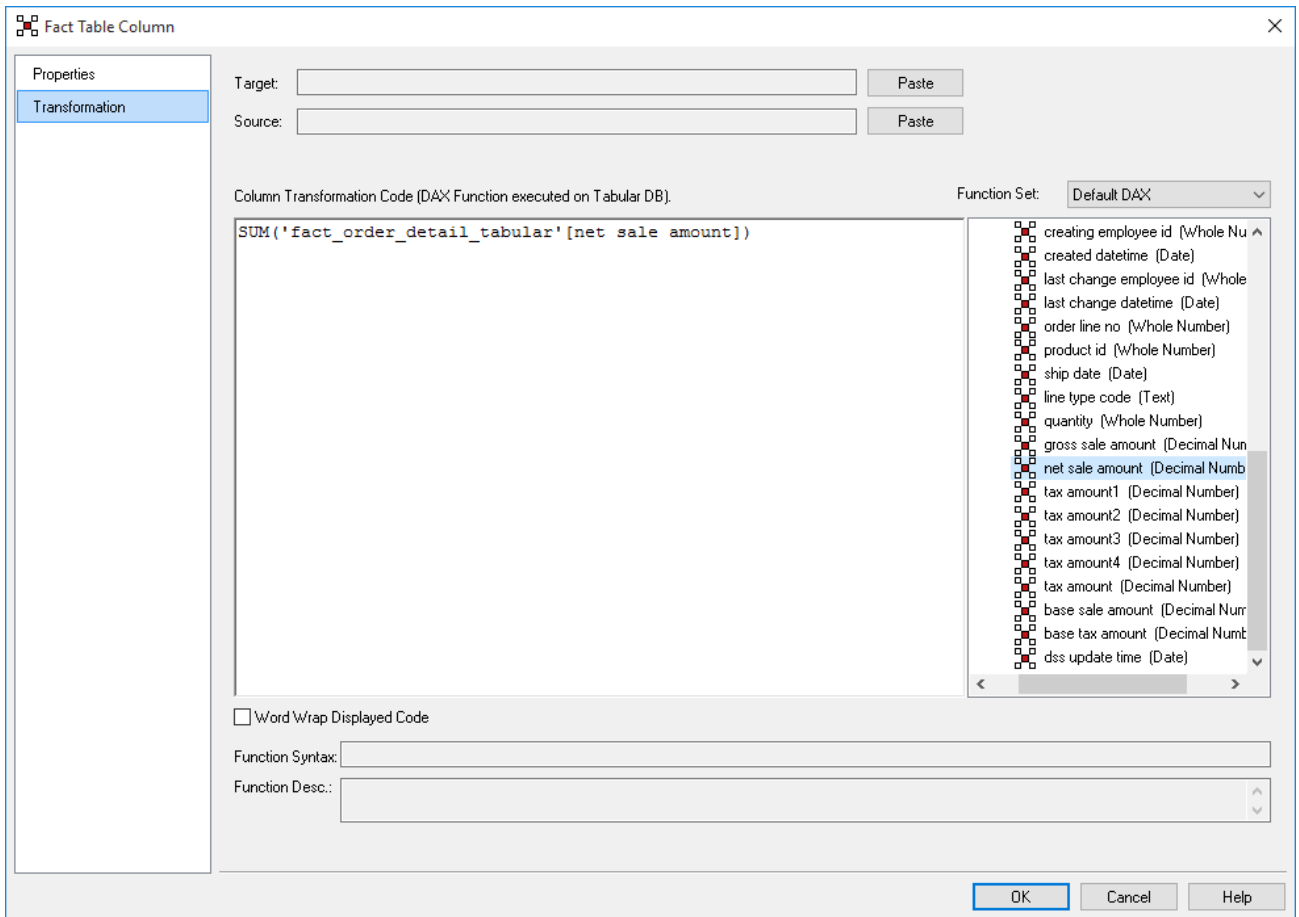 Fact Table Column
Properties
Transformation
Target:
Paste
Source:
Paste
Column Transformation Code (DAX Function executed on Tabular DB).
Function Set:
Default DAX
SUM('fact_order_detail_tabular'[net sale amount])
creating employee id (Whole Nu
created datetime (Date)
last change employee id (Whole
last change datetime (Date)
order line no (Whole Number)
product id (Whole Number)
ship date (Date)
line type code (Text)
quantity (Whole Number)
gross sale amount (Decimal Num
net sale amount (Decimal Numb
tax amount1 (Decimal Number)
tax amount2 (Decimal Number)
tax amount3 (Decimal Number)
tax amount4 (Decimal Number)
tax amount (Decimal Number)
base sale amount (Decimal Num
base tax amount (Decimal Numb
dss update time (Date)
Word Wrap Displayed Code
Function Syntax:
Function Desc.:
OK
Cancel
Help